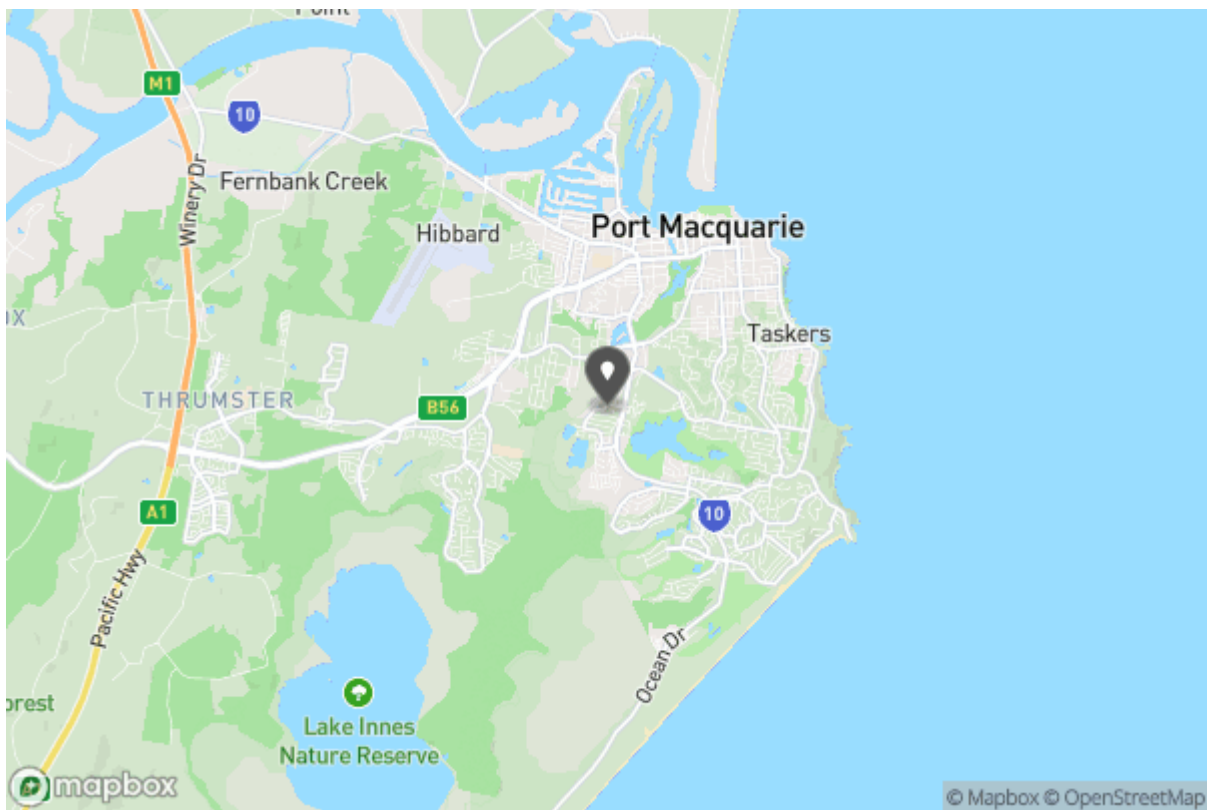 Point
M1
10
Winery Dr
Fernbank Creek
Hibbard
Port Macquarie
Taskers
OX
THRUMSTER
B56
A1
10
Pacific Hwy
Ocean Dr
orest
Lake Innes
Nature Reserve
mapbox
© Mapbox © OpenStreetMap